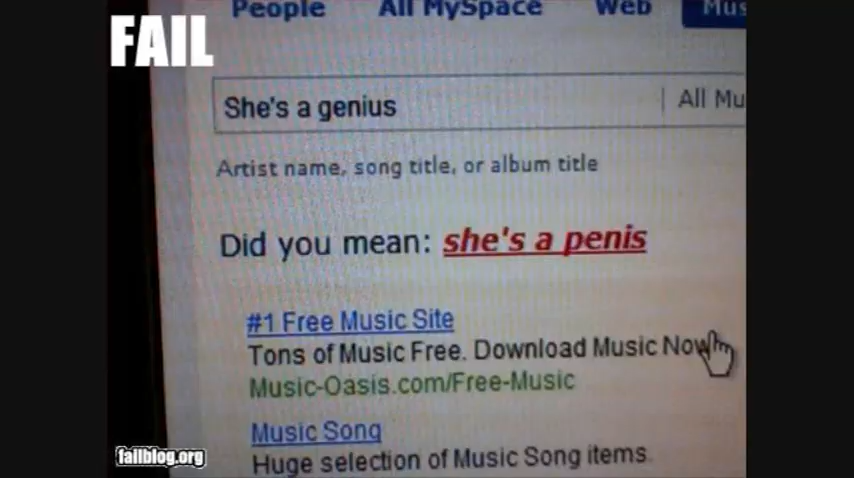 People All MySpace Web Mus
FAIL
She's a genius | All Mu
Artist name, song title, or album title
Did you mean: she's a penis
#1 Free Music Site
Tons of Music Free. Download Music Now
Music-Oasis.com/Free-Music
Music Song
Huge selection of Music Song items.
failblog.org